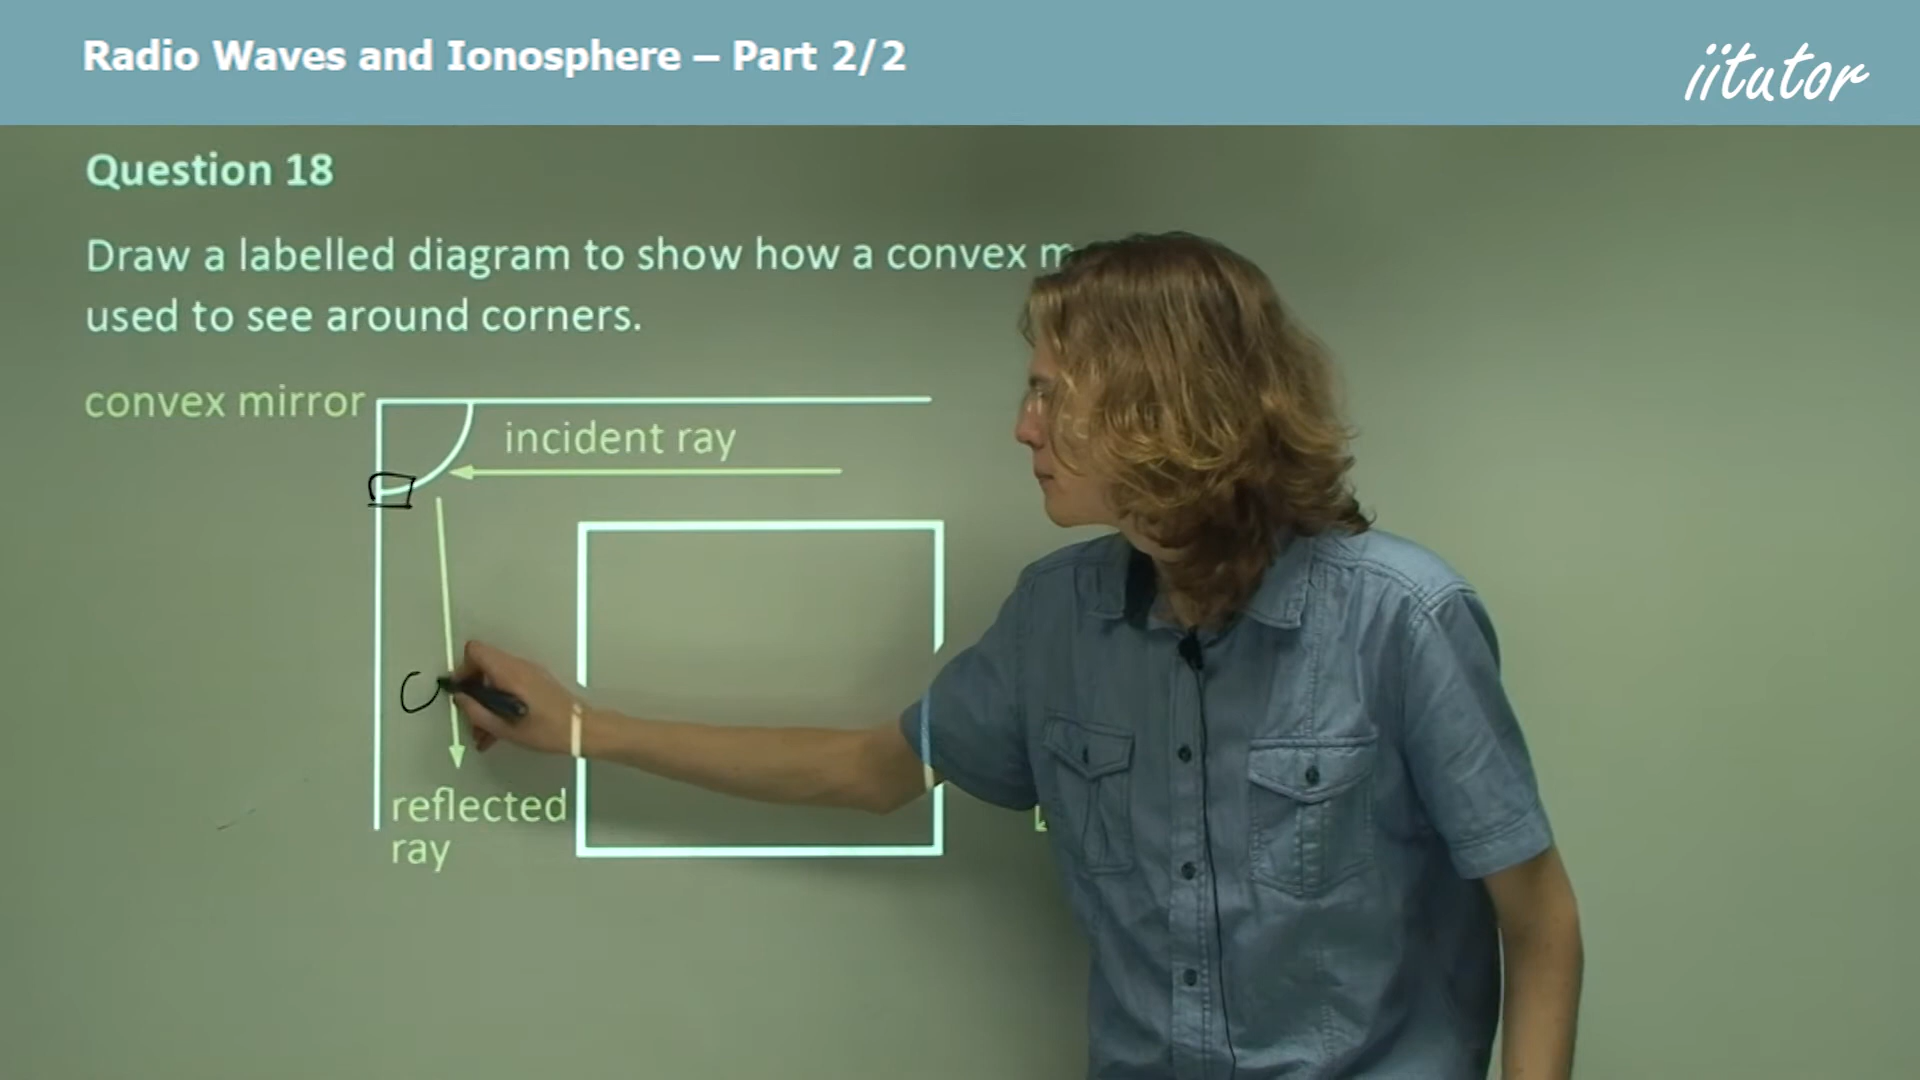 Radio Waves and Ionosphere – Part 2/2
iitutor
Question 18
Draw a labelled diagram to show how a convex
used to see around corners.
convex mirror
incident ray
reflected
ray